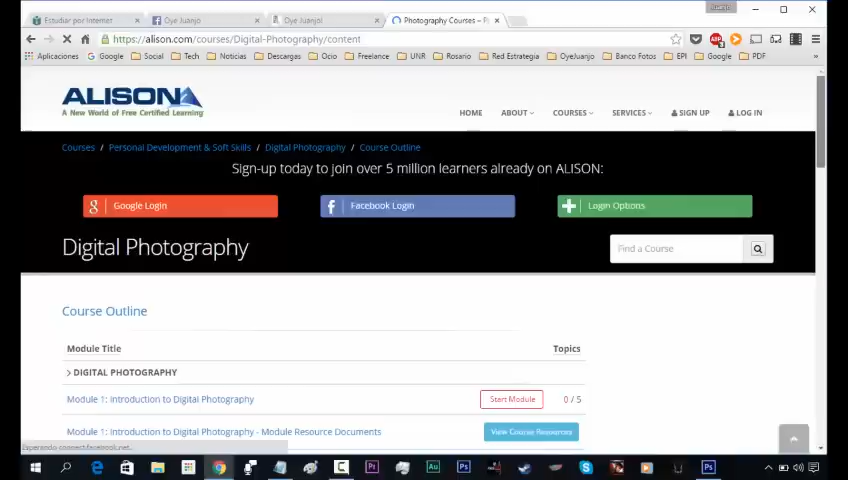 Juanjo
Estudiar por Internet
Oye Juanjo
Oye Juanjo!
Photography Courses – P
https://alison.com/courses/Digital-Photography/content
Aplicaciones Google Social Tech Noticias Descargas Ocio Freelance UNR Rosario Red Estrategia OyeJuanjo Banco Fotos EPI Google PDF
ALISON
A New World of Free Certified Learning
HOME ABOUT COURSES SERVICES SIGN UP LOG IN
Courses / Personal Development & Soft Skills / Digital Photography / Course Outline
Sign-up today to join over 5 million learners already on ALISON:
Google Login
Facebook Login
Login Options
Digital Photography
Find a Course
Course Outline
Module Title Topics
> DIGITAL PHOTOGRAPHY
Module 1: Introduction to Digital Photography Start Module 0 / 5
Module 1: Introduction to Digital Photography - Module Resource Documents View Course Resources
Esperando connect.facebook.net...